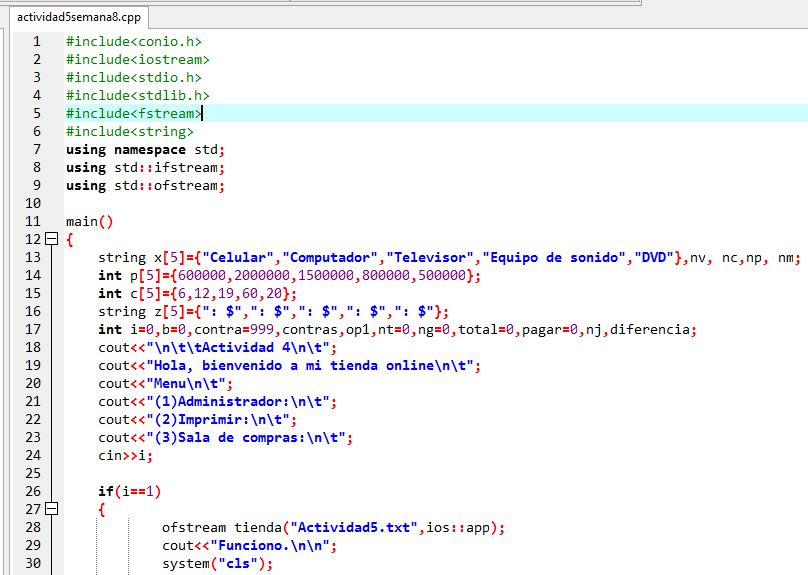 actividad5semana8.cpp
1 #include<conio.h>
2 #include<iostream>
3 #include<stdio.h>
4 #include<stdlib.h>
5 #include<fstream>
6 #include<string>
7 using namespace std;
8 using std::ifstream;
9 using std::ofstream;
10
11 main()
12 {
13 string x[5]={"Celular","Computador","Televisor","Equipo de sonido","DVD"},nv, nc,np, nm;
14 int p[5]={600000,2000000,1500000,800000,500000};
15 int c[5]={6,12,19,60,20};
16 string z[5]={": $",": $",": $",": $",": $"};
17 int i=0,b=0,contra=999,contras,op1,nt=0,ng=0,total=0,pagar=0,nj,diferencia;
18 cout<<"\n\t\tActividad 4\n\t";
19 cout<<"Hola, bienvenido a mi tienda online\n\t";
20 cout<<"Menu\n\t";
21 cout<<"(1)Administrador:\n\t";
22 cout<<"(2)Imprimir:\n\t";
23 cout<<"(3)Sala de compras:\n\t";
24 cin>>i;
25
26 if(i==1)
27 {
28 ofstream tienda("Actividad5.txt",ios::app);
29 cout<<"Funciono.\n\n";
30 system("cls");